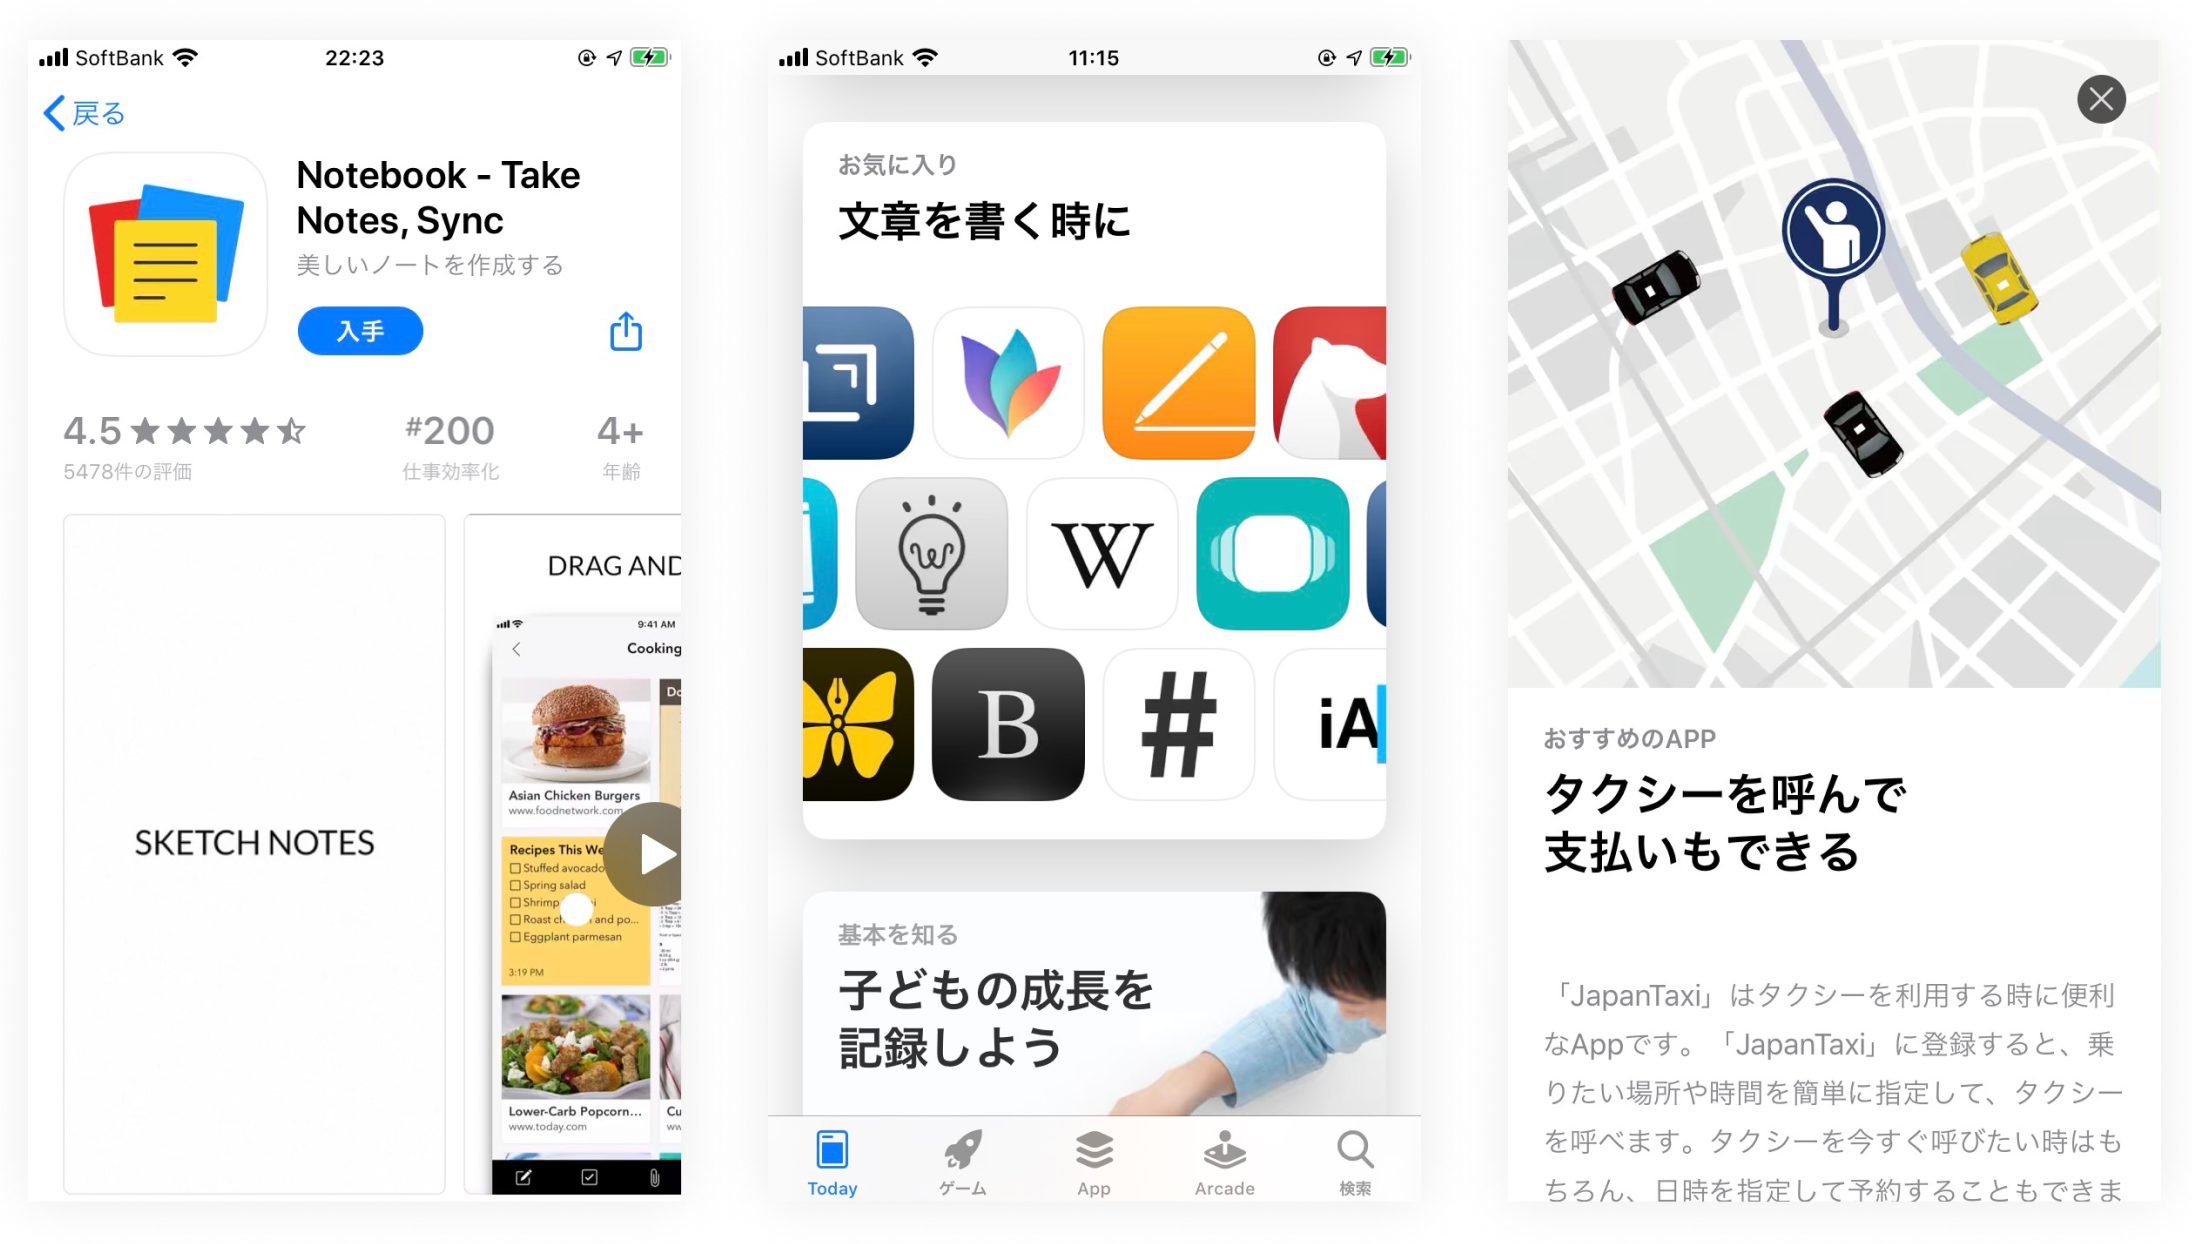 SoftBank
22:23
戻る
Notebook - Take
Notes, Sync
美しいノートを作成する
入手
4.5
5478件の評価
#200
仕事効率化
4+
年齢
SKETCH NOTES
DRAG AND
9:41 AM
Cooking
Asian Chicken Burgers
www.foodnetwork.com
Recipes This We
Stuffed avocado
Spring salad
Shrimp
Roast and po...
Eggplant parmesan
3:19 PM
Lower-Carb Popcorn...
www.today.com
SoftBank
11:15
お気に入り
文章を書く時に
W
W
B
#
iA
基本を知る
子どもの成長を
記録しよう
Today
ゲーム
App
Arcade
検索
おすすめのAPP
タクシーを呼んで
支払いもできる
「JapanTaxi」はタクシーを利用する時に便利
なAppです。「JapanTaxi」に登録すると、乗
りたい場所や時間を簡単に指定して、タクシー
を呼べます。タクシーを今すぐ呼びたい時はも
ちろん、日時を指定して予約することもできま